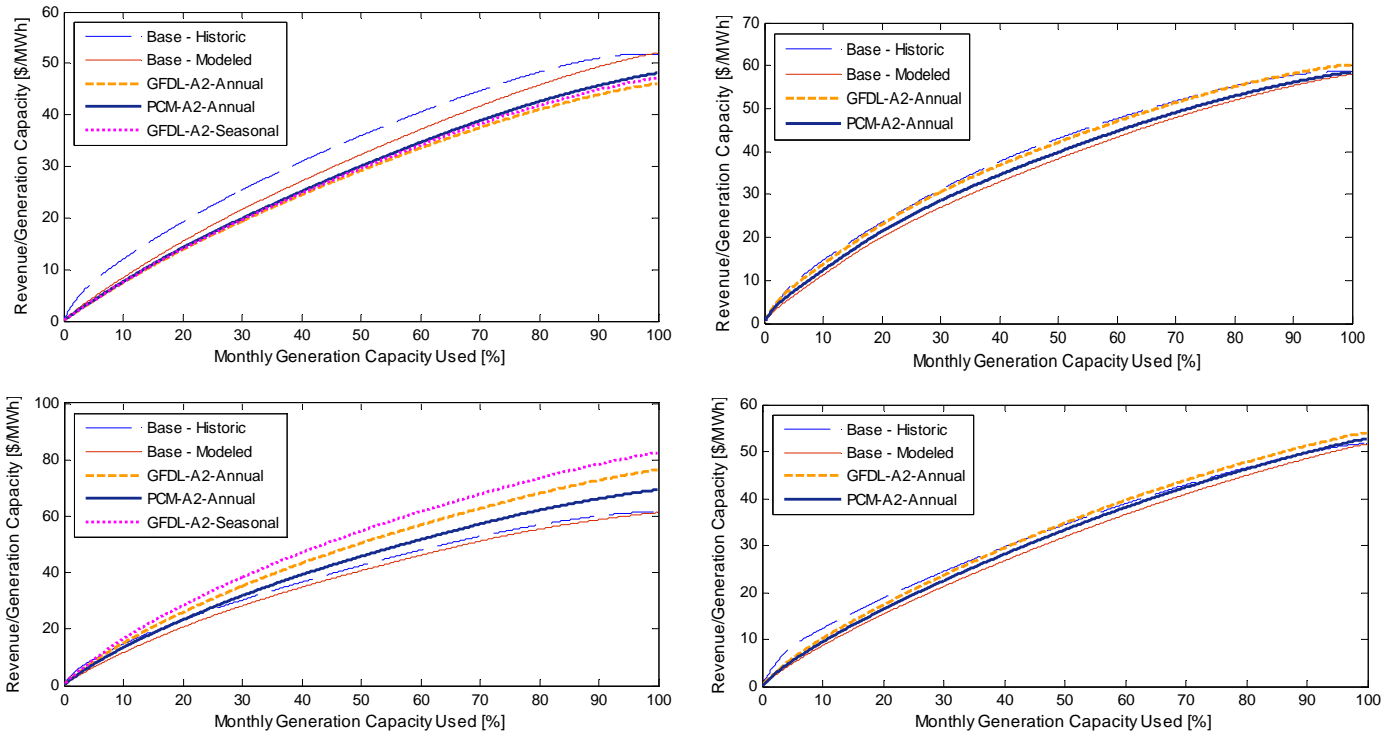 Revenue/Generation Capacity [$/MWh]
60
50
40
30
20
10
0
Base - Historic
Base - Modeled
GFDL-A2-Annual
PCM-A2-Annual
GFDL-A2-Seasonal
0 10 20 30 40 50 60 70 80 90 100
Monthly Generation Capacity Used [%]
Revenue/Generation Capacity [$/MWh]
70
60
50
40
30
20
10
0
Base - Historic
Base - Modeled
GFDL-A2-Annual
PCM-A2-Annual
0 10 20 30 40 50 60 70 80 90 100
Monthly Generation Capacity Used [%]
Revenue/Generation Capacity [$/MWh]
100
80
60
40
20
0
Base - Historic
Base - Modeled
GFDL-A2-Annual
PCM-A2-Annual
GFDL-A2-Seasonal
0 10 20 30 40 50 60 70 80 90 100
Monthly Generation Capacity Used [%]
Revenue/Generation Capacity [$/MWh]
60
50
40
30
20
10
0
Base - Historic
Base - Modeled
GFDL-A2-Annual
PCM-A2-Annual
0 10 20 30 40 50 60 70 80 90 100
Monthly Generation Capacity Used [%]